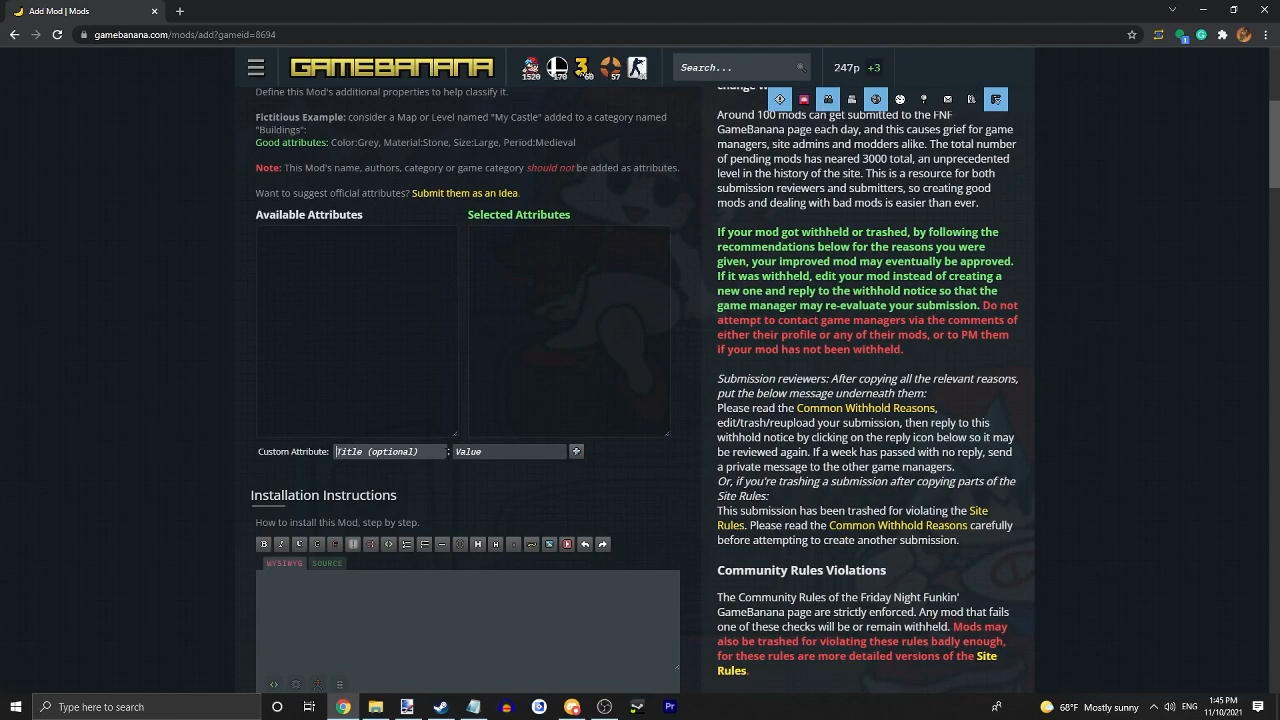 Add Mod | Mods
gamebanana.com/mods/add?gameid=8694
GAMEBANANA
Search...
247p +3
Define this Mod's additional properties to help classify it.
Fictitious Example: consider a Map or Level named "My Castle" added to a category named
"Buildings":
Good attributes: Color:Grey, Material:Stone, Size:Large, Period:Medieval
Note: This Mod's name, authors, category or game category should not be added as attributes.
Want to suggest official attributes? Submit them as an Idea.
Available Attributes
Selected Attributes
Custom Attribute: Title (optional) : Value
Installation Instructions
How to install this Mod, step by step.
WYSIWYG SOURCE
Around 100 mods can get submitted to the FNF
GameBanana page each day, and this causes grief for game
managers, site admins and modders alike. The total number
of pending mods has neared 3000 total, an unprecedented
level in the history of the site. This is a resource for both
submission reviewers and submitters, so creating good
mods and dealing with bad mods is easier than ever.
If your mod got withheld or trashed, by following the
recommendations below for the reasons you were
given, your improved mod may eventually be approved.
If it was withheld, edit your mod instead of creating a
new one and reply to the withhold notice so that the
game manager may re-evaluate your submission. Do not
attempt to contact game managers via the comments of
either their profile or any of their mods, or to PM them
if your mod has not been withheld.
Submission reviewers: After copying all the relevant reasons,
put the below message underneath them:
Please read the Common Withhold Reasons,
edit/trash/reupload your submission, then reply to this
withhold notice by clicking on the reply icon below so it may
be reviewed again. If a week has passed with no reply, send
a private message to the other game managers.
Or, if you're trashing a submission after copying parts of the
Site Rules:
This submission has been trashed for violating the Site
Rules. Please read the Common Withhold Reasons carefully
before attempting to create another submission.
Community Rules Violations
The Community Rules of the Friday Night Funkin'
GameBanana page are strictly enforced. Any mod that fails
one of these checks will be or remain withheld. Mods may
also be trashed for violating these rules badly enough,
for these rules are more detailed versions of the Site
Rules.
Type here to search
68°F Mostly sunny
1:45 PM
11/10/2021